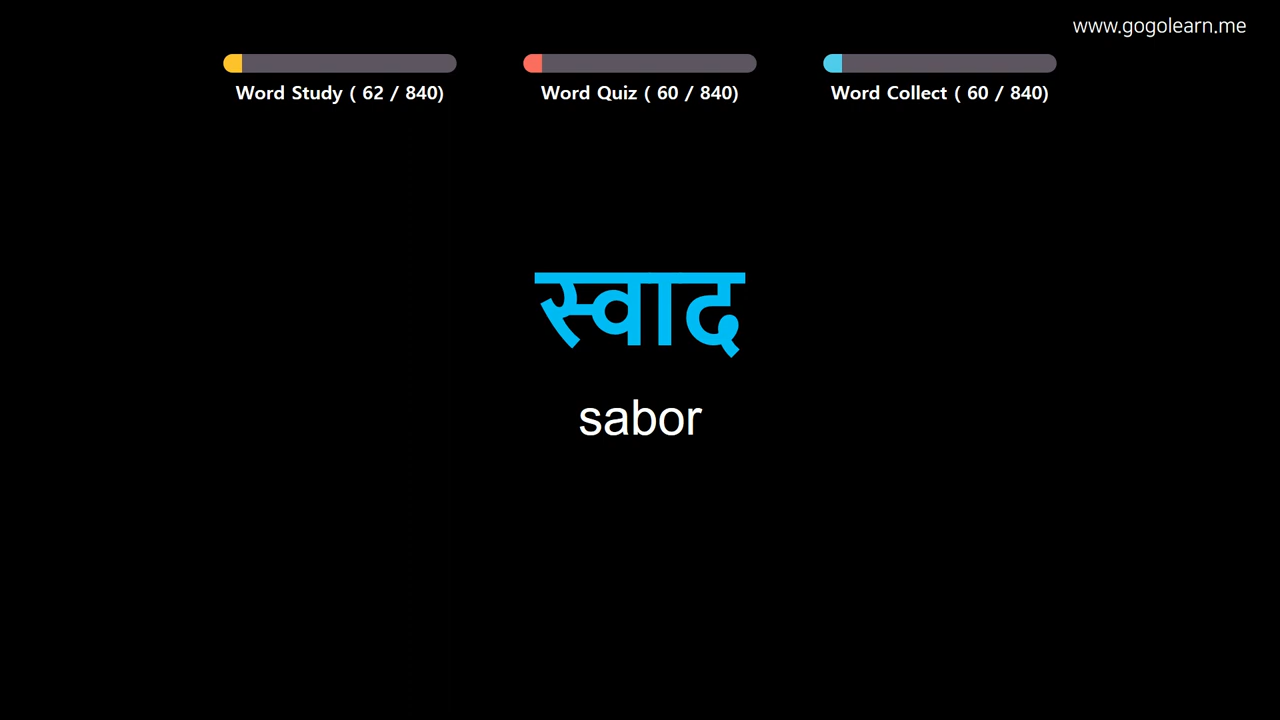 www.gogolearn.me
Word Study ( 62 / 840)
Word Quiz ( 60 / 840)
Word Collect ( 60 / 840)
स्वाद
sabor